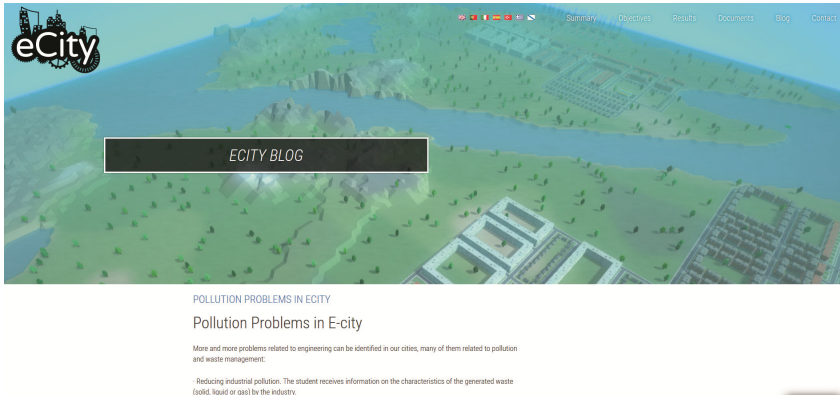 eCity
Summary Objectives Results Documents Blog Contact
ECITY BLOG
POLLUTION PROBLEMS IN ECITY
Pollution Problems in E-city
More and more problems related to engineering can be identified in our cities, many of them related to pollution
and waste management:
· Reducing industrial pollution. The student receives information on the characteristics of the generated waste
(solid, liquid or gas) by the industry.